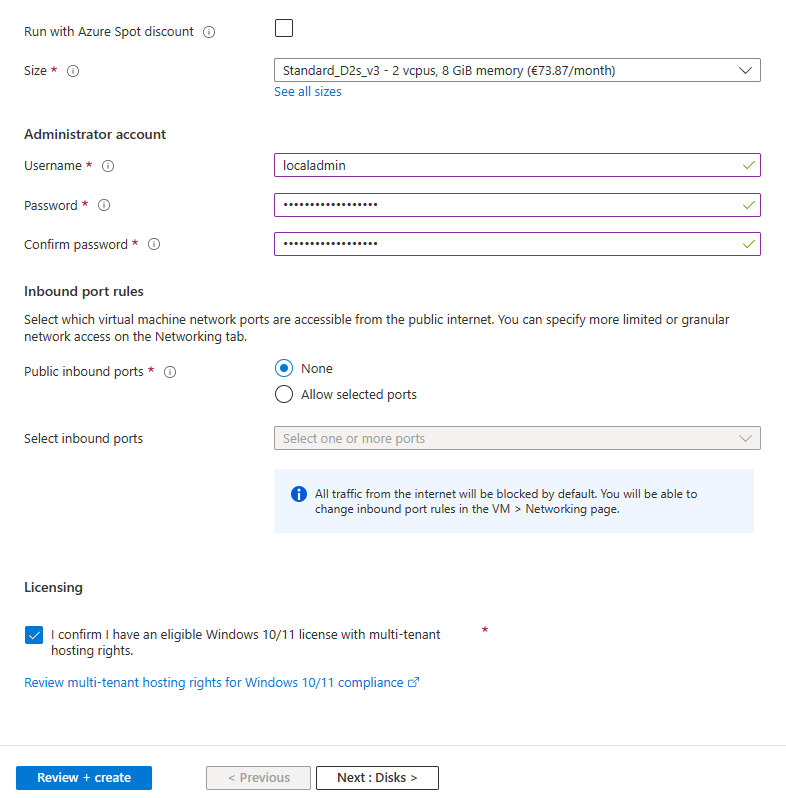 Run with Azure Spot discount
Size *
Standard_D2s_v3 - 2 vcpus, 8 GiB memory (€73.87/month)
See all sizes
Administrator account
Username *
localadmin
Password *
••••••••••••••••••
Confirm password *
••••••••••••••••••
Inbound port rules
Select which virtual machine network ports are accessible from the public internet. You can specify more limited or granular
network access on the Networking tab.
Public inbound ports *
None
Allow selected ports
Select inbound ports
Select one or more ports
All traffic from the internet will be blocked by default. You will be able to
change inbound port rules in the VM > Networking page.
Licensing
I confirm I have an eligible Windows 10/11 license with multi-tenant *
hosting rights.
Review multi-tenant hosting rights for Windows 10/11 compliance
Review + create
< Previous
Next : Disks >